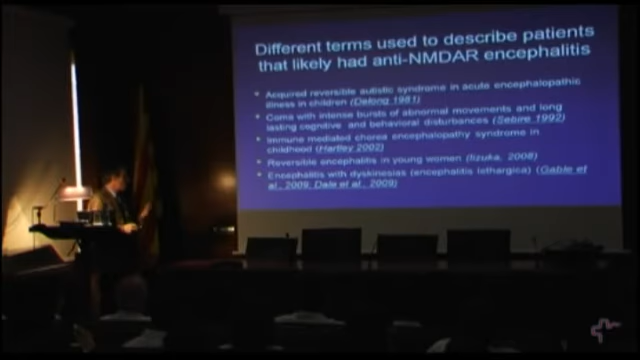 Different terms used to describe patients
that likely had anti-NMDAR encephalitis
Acquired reversible autistic syndrome in acute encephalopathic
illness in children (Delong 1981)
Coma with intense bursts of abnormal movements and long
lasting cognitive and behavioral disturbances (Sebire 1992)
Immune mediated chorea encephalopathy syndrome in
childhood (Hartley 2002)
Reversible encephalitis in young women (Iizuka, 2008)
Encephalitis with dyskinesias (encephalitis lethargica) (Gable et
al., 2009, Dale et al., 2009)